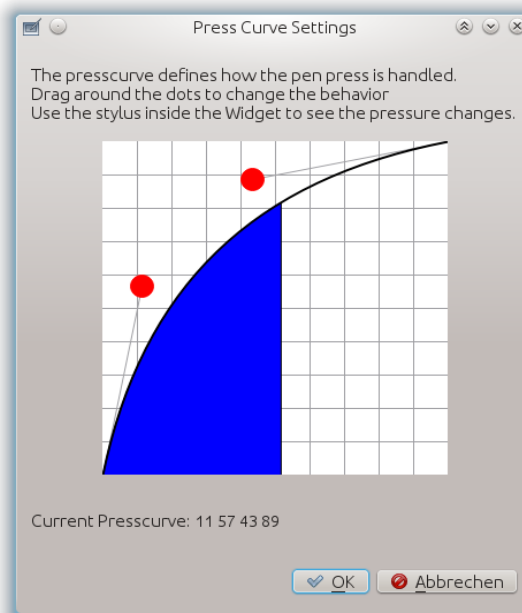 Press Curve Settings
The presscurve defines how the pen press is handled.
Drag around the dots to change the behavior
Use the stylus inside the Widget to see the pressure changes.
Current Presscurve: 11 57 43 89
OK
Abbrechen